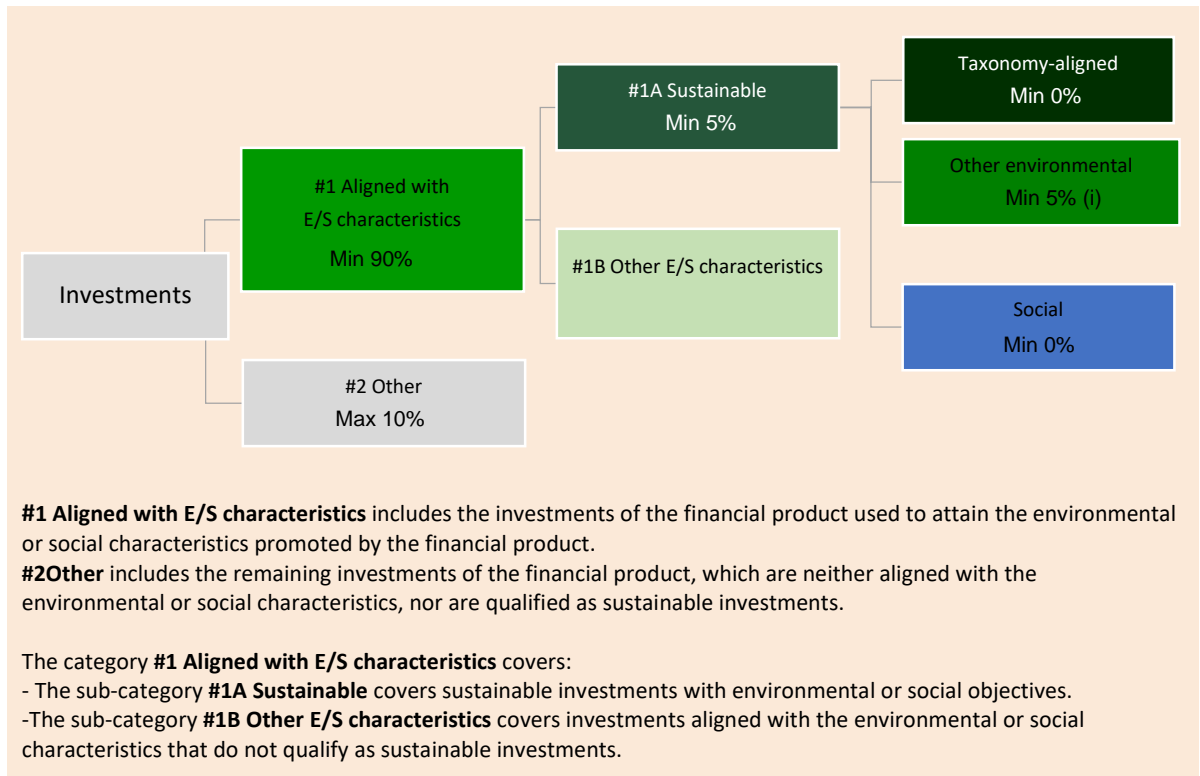 Taxonomy-aligned
Min 0%
#1A Sustainable
Min 5%
Other environmental
Min 5% (i)
#1 Aligned with
E/S characteristics
Min 90%
#1B Other E/S characteristics
Investments
Social
Min 0%
#2 Other
Max 10%
#1 Aligned with E/S characteristics includes the investments of the financial product used to attain the environmental
or social characteristics promoted by the financial product.
#2Other includes the remaining investments of the financial product, which are neither aligned with the
environmental or social characteristics, nor are qualified as sustainable investments.
The category #1 Aligned with E/S characteristics covers:
- The sub-category #1A Sustainable covers sustainable investments with environmental or social objectives.
-The sub-category #1B Other E/S characteristics covers investments aligned with the environmental or social
characteristics that do not qualify as sustainable investments.